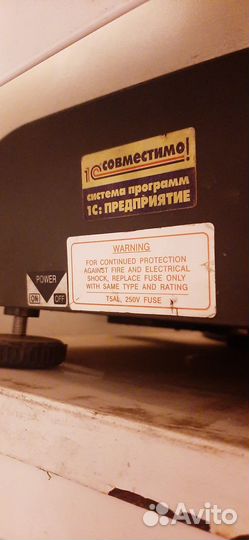 1С СОВМЕСТИМО!
система программ
1С: ПРЕДПРИЯТИЕ
WARNING
FOR CONTINUED PROTECTION
AGAINST FIRE AND ELECTRICAL
SHOCK, REPLACE FUSE ONLY
WITH SAME TYPE AND RATING
T5AL, 250V FUSE
POWER
ON OFF
Avito